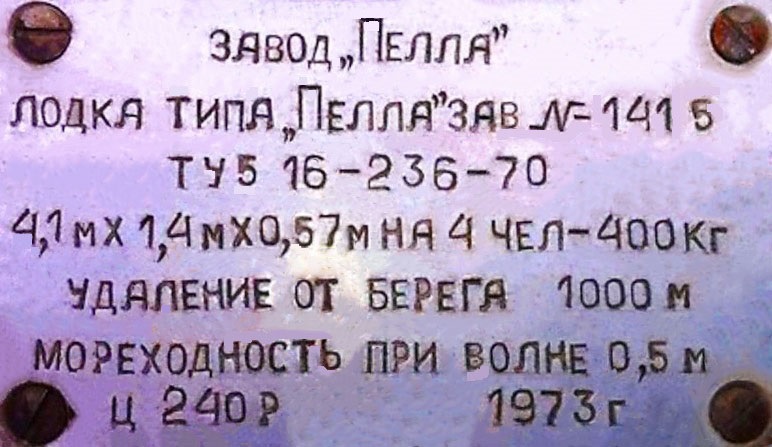 ЗАВОД „ПЕЛЛА”
ЛОДКА ТИПА „ПЕЛЛА” ЗАВ № 141 5
ТУ5 16-236-70
4,1 м х 1,4 м х 0,57 м НА 4 ЧЕЛ-400 кг
УДАЛЕНИЕ ОТ БЕРЕГА 1000 м
МОРЕХОДНОСТЬ ПРИ ВОЛНЕ 0,5 м
Ц 240 Р 1973 г